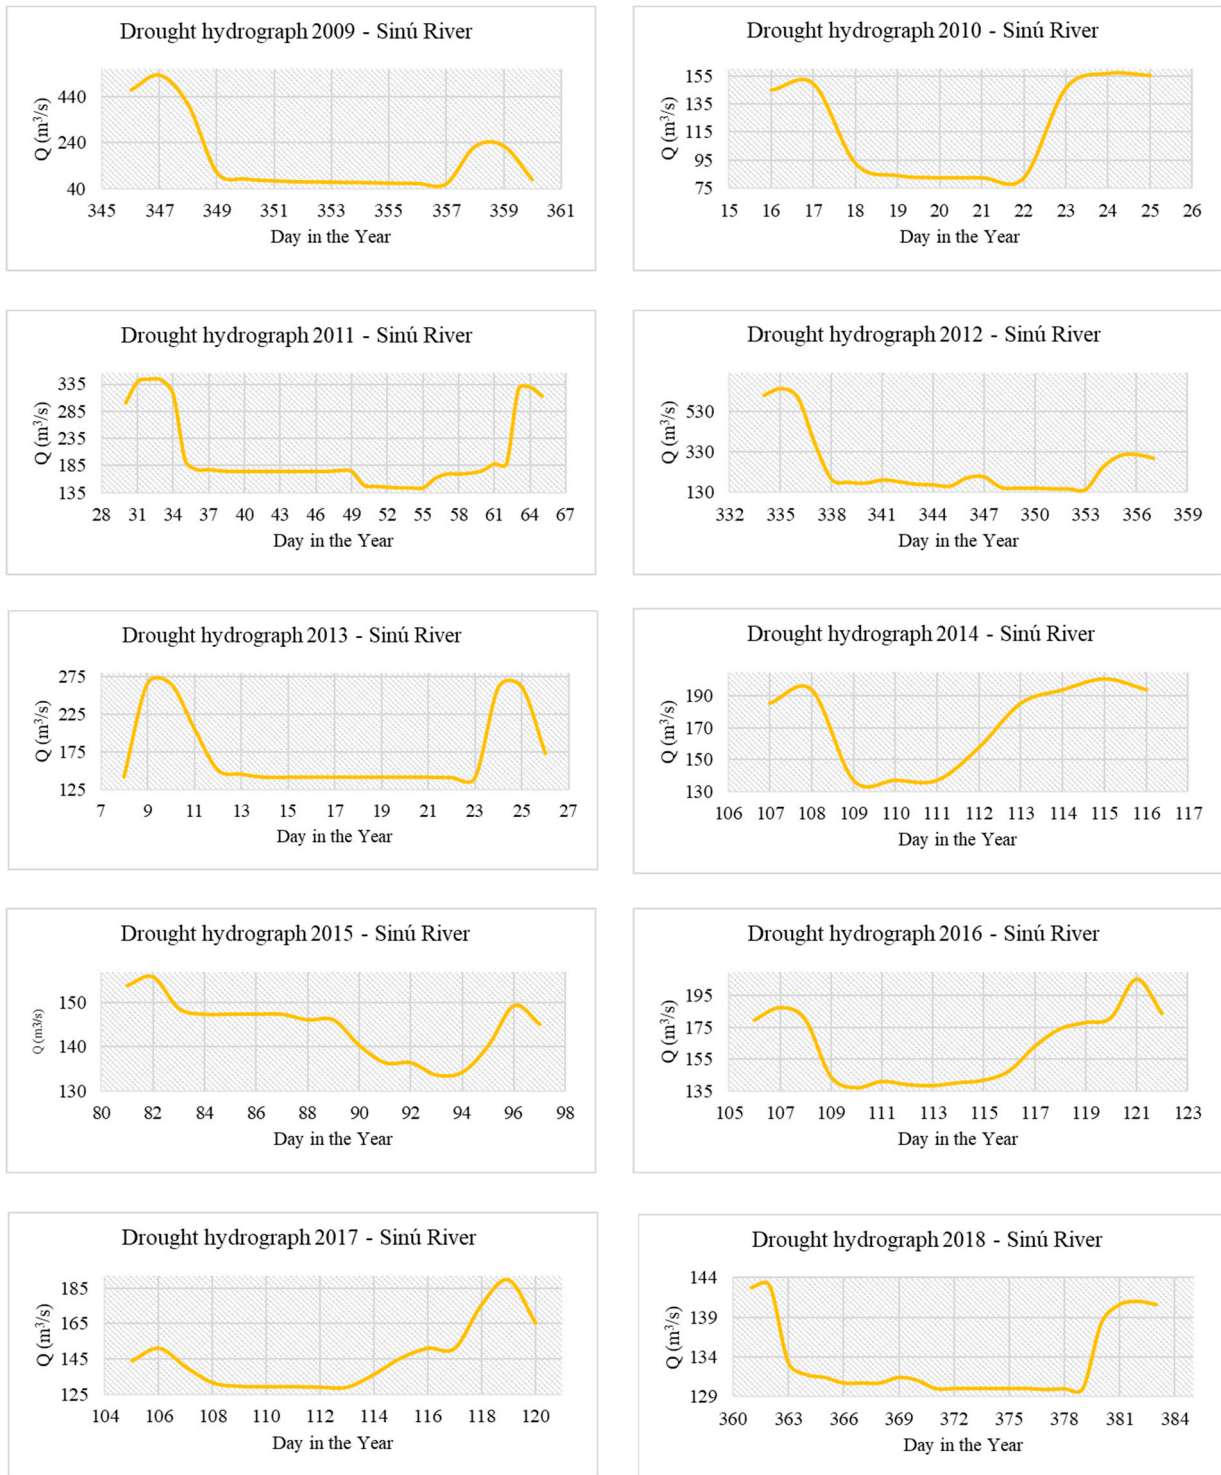 Drought hydrograph 2009 - Sinú River
Q (m³/s)
440
240
40
345 347 349 351 353 355 357 359 361
Day in the Year
Drought hydrograph 2010 - Sinú River
Q (m³/s)
155
135
115
95
75
15 16 17 18 19 20 21 22 23 24 25 26
Day in the Year
Drought hydrograph 2011 - Sinú River
Q (m³/s)
335
285
235
185
135
28 31 34 37 40 43 46 49 52 55 58 61 64 67
Day in the Year
Drought hydrograph 2012 - Sinú River
Q (m³/s)
530
330
130
332 335 338 341 344 347 350 353 356 359
Day in the Year
Drought hydrograph 2013 - Sinú River
Q (m³/s)
275
225
175
125
7 9 11 13 15 17 19 21 23 25 27
Day in the Year
Drought hydrograph 2014 - Sinú River
Q (m³/s)
190
170
150
130
106 107 108 109 110 111 112 113 114 115 116 117
Day in the Year
Drought hydrograph 2015 - Sinú River
Q (m3/s)
150
140
130
80 82 84 86 88 90 92 94 96 98
Day in the Year
Drought hydrograph 2016 - Sinú River
Q (m³/s)
195
175
155
135
105 107 109 111 113 115 117 119 121 123
Day in the Year
Drought hydrograph 2017 - Sinú River
Q (m³/s)
185
165
145
125
104 106 108 110 112 114 116 118 120
Day in the Year
Drought hydrograph 2018 - Sinú River
Q (m³/s)
144
139
134
129
360 363 366 369 372 375 378 381 384
Day in the Year